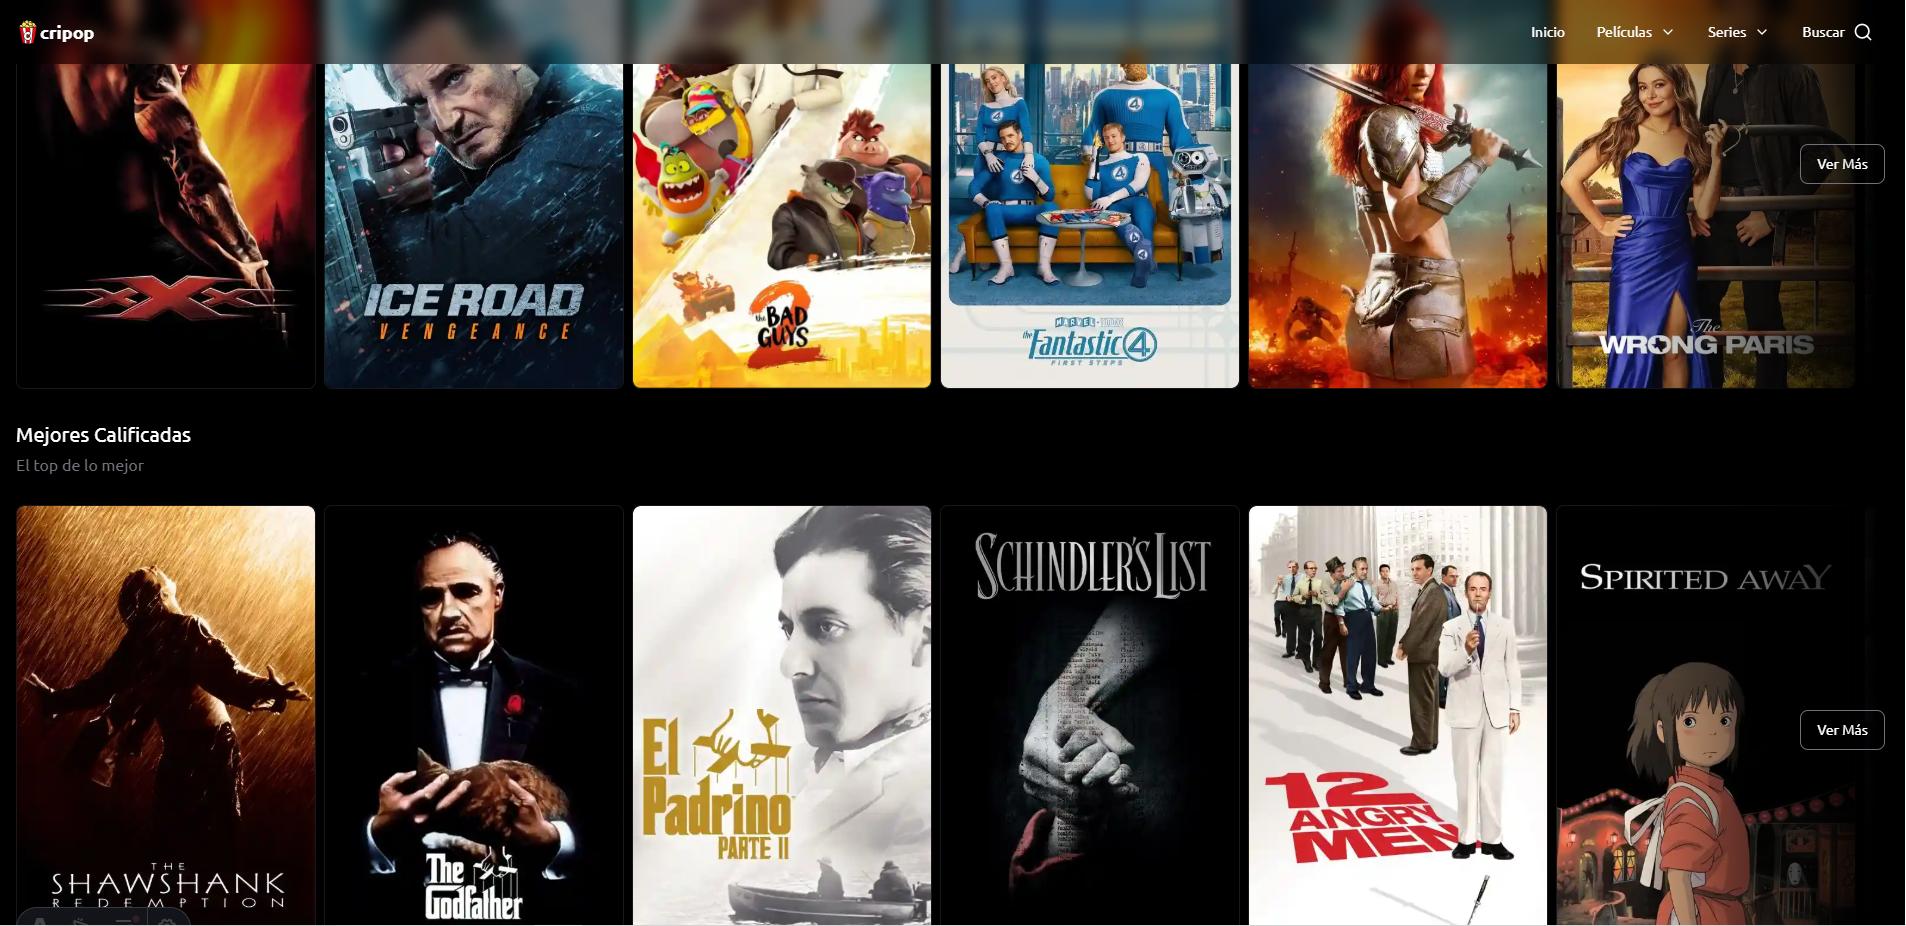 cripop
Inicio
Películas
Series
Buscar
Ver Más
xXx
ICE ROAD
VENGEANCE
the BAD
GUYS
2
MARVEL STUDIOS
the Fantastic 4
FIRST STEPS
The
WRONG PARIS
Mejores Calificadas
El top de lo mejor
THE
SHAWSHANK
REDEMPTION
The
Godfather
El
Padrino
PARTE II
SCHINDLER'S LIST
12
ANGRY
MEN
SPIRITED AWAY
Ver Más